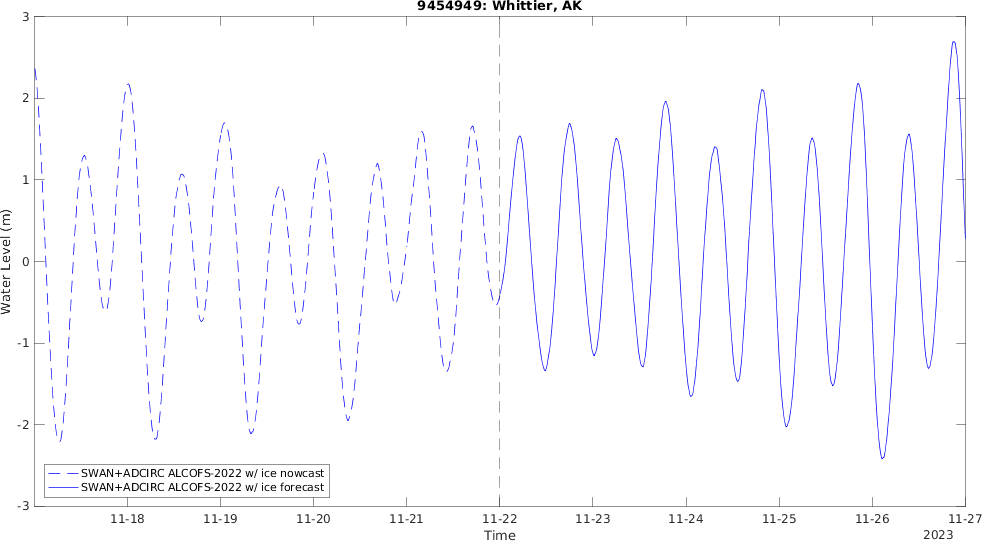 9454949: Whittier, AK
3
2
1
0
-1
-2
-3
Water Level (m)
SWAN+ADCIRC ALCOFS-2022 w/ ice nowcast
SWAN+ADCIRC ALCOFS-2022 w/ ice forecast
11-18 11-19 11-20 11-21 11-22 11-23 11-24 11-25 11-26 11-27
Time
2023